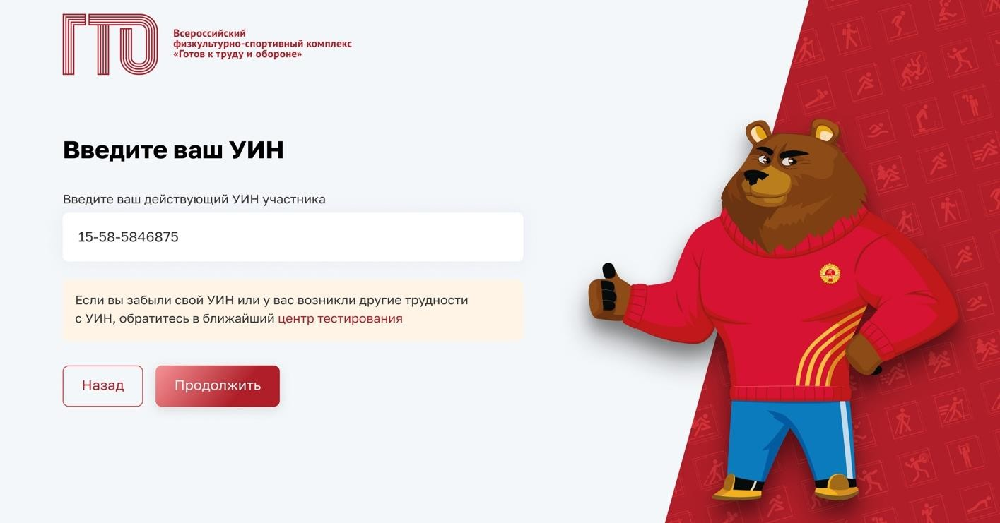 ГТО
Всероссийский
физкультурно-спортивный комплекс
«Готов к труду и обороне»
Введите ваш УИН
Введите ваш действующий УИН участника
15-58-5846875
Если вы забыли свой УИН или у вас возникли другие трудности
с УИН, обратитесь в ближайший центр тестирования
Назад
Продолжить